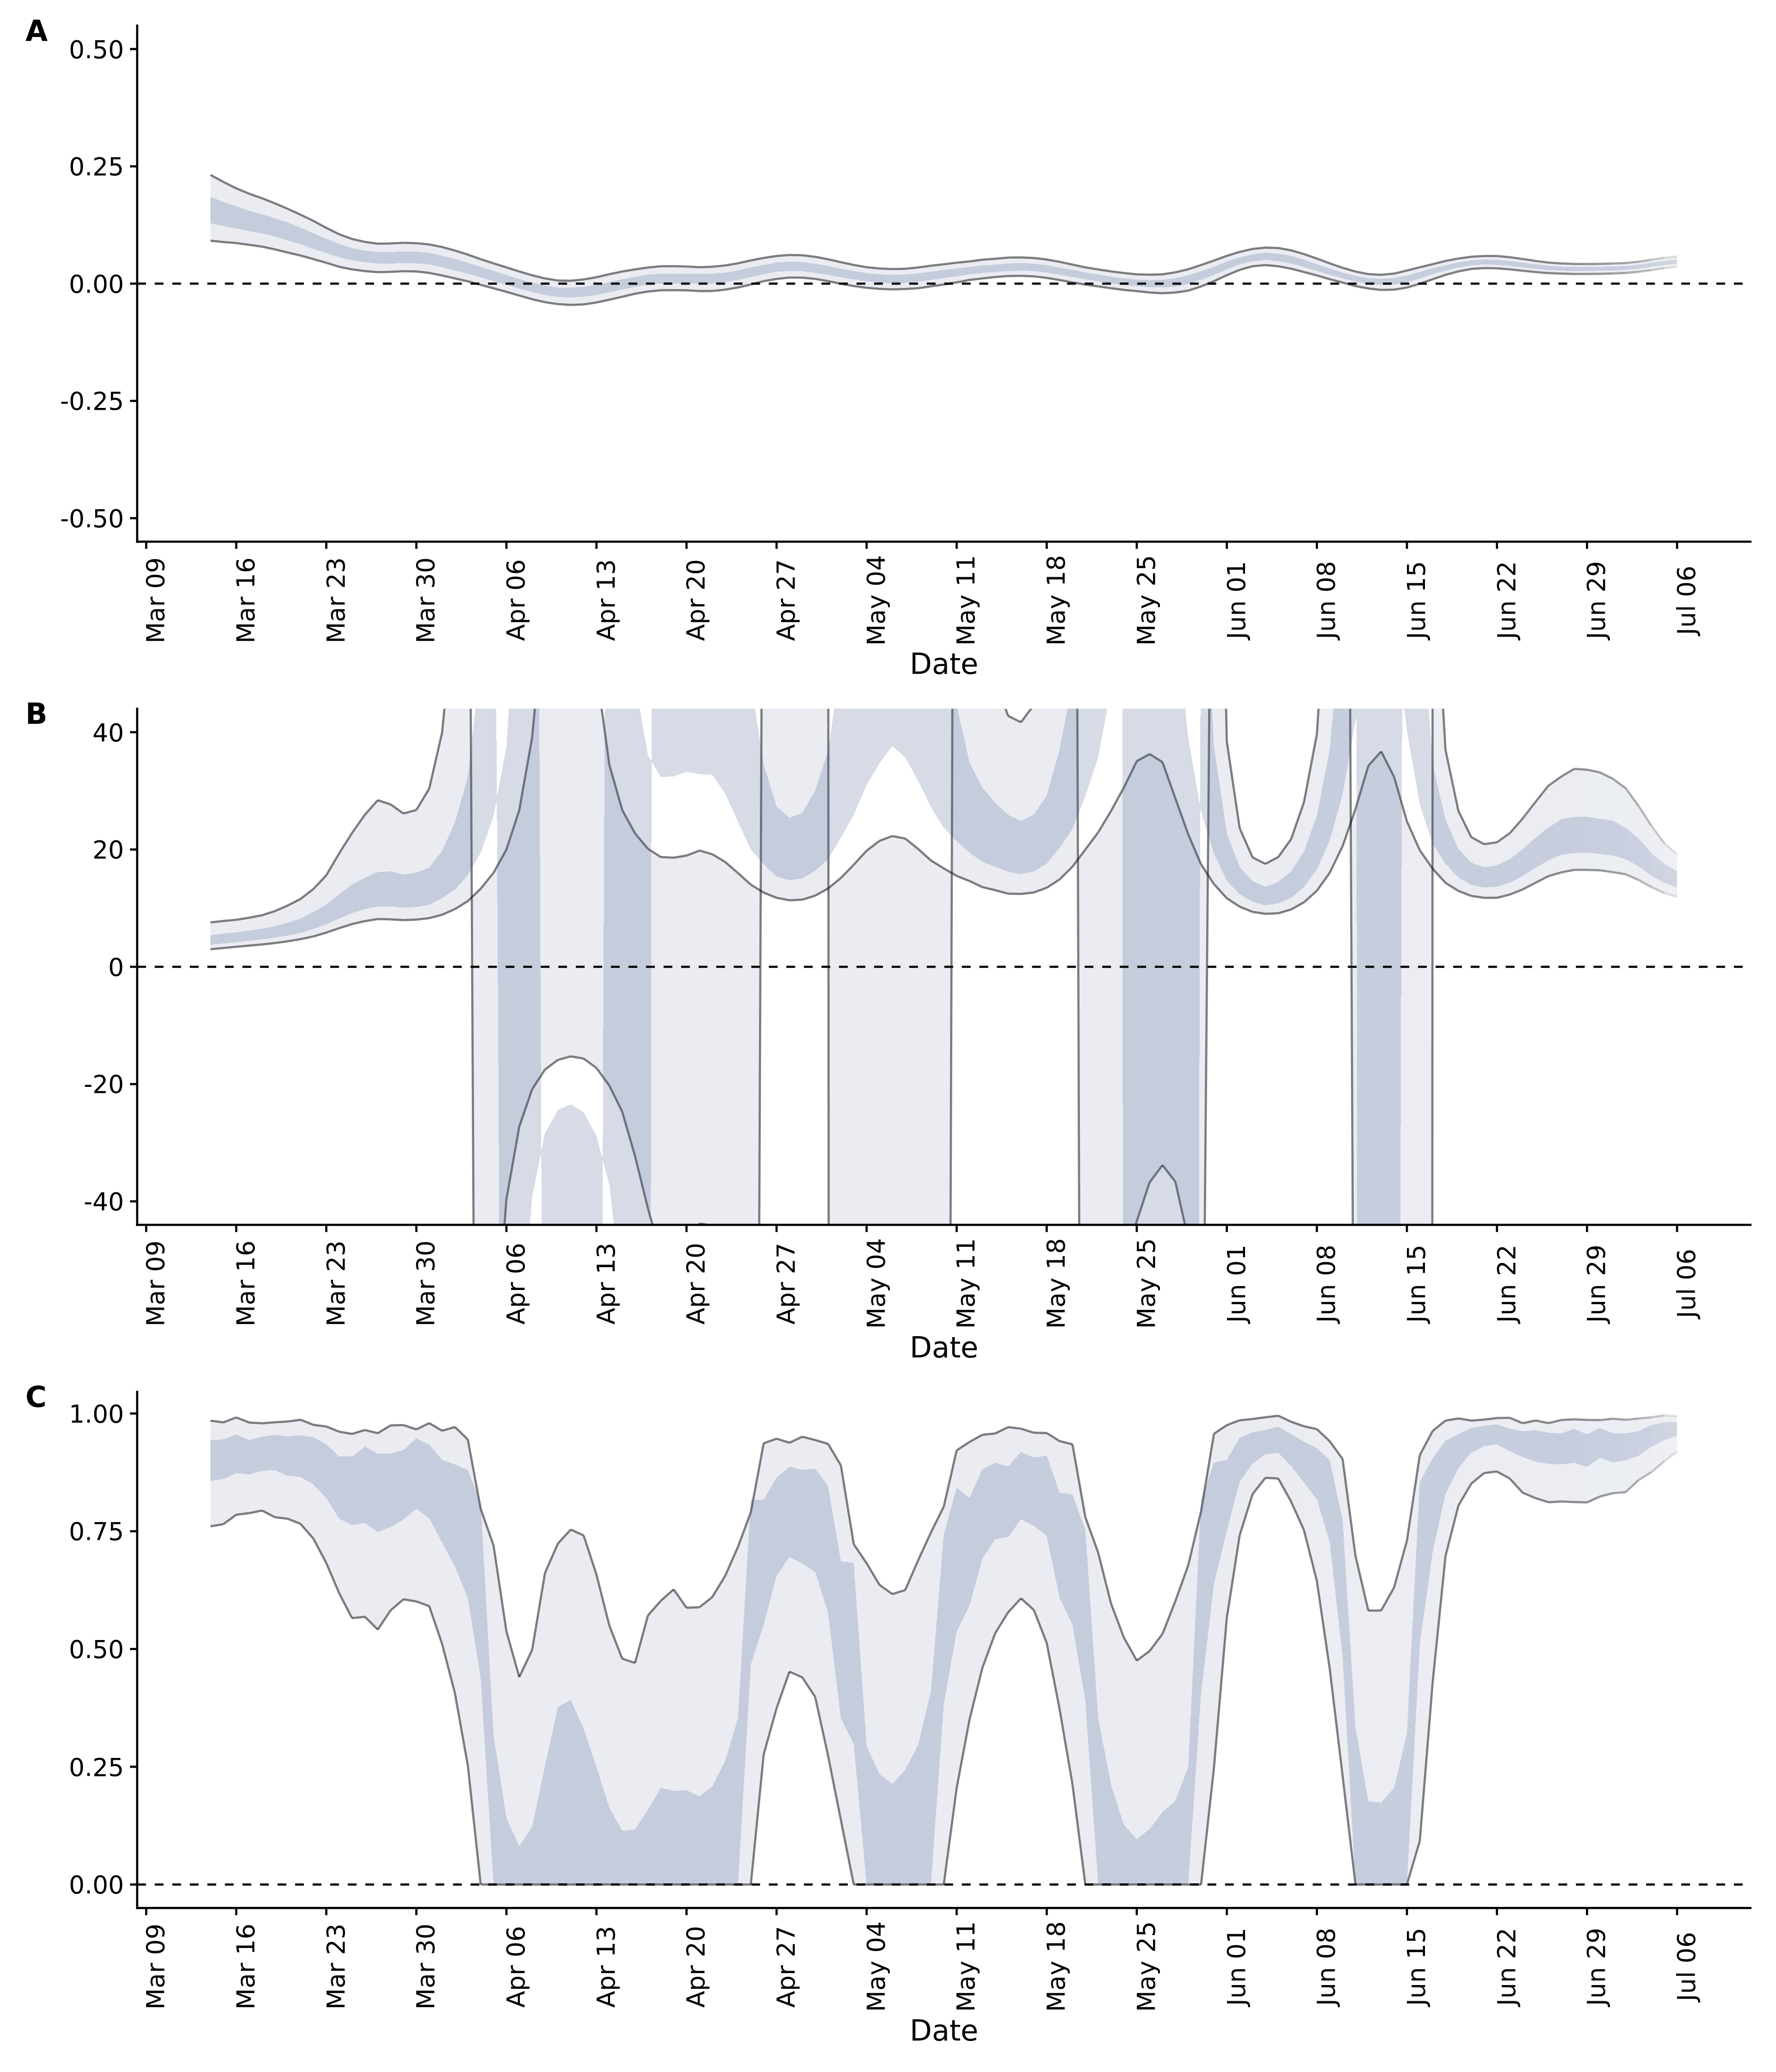 A
0.50
0.25
0.00
-0.25
-0.50
Mar 09
Mar 16
Mar 23
Mar 30
Apr 06
Apr 13
Apr 20
Apr 27
May 04
May 11
May 18
May 25
Jun 01
Jun 08
Jun 15
Jun 22
Jun 29
Jul 06
Date
B
40
20
0
-20
-40
Mar 09
Mar 16
Mar 23
Mar 30
Apr 06
Apr 13
Apr 20
Apr 27
May 04
May 11
May 18
May 25
Jun 01
Jun 08
Jun 15
Jun 22
Jun 29
Jul 06
Date
C
1.00
0.75
0.50
0.25
0.00
Mar 09
Mar 16
Mar 23
Mar 30
Apr 06
Apr 13
Apr 20
Apr 27
May 04
May 11
May 18
May 25
Jun 01
Jun 08
Jun 15
Jun 22
Jun 29
Jul 06
Date